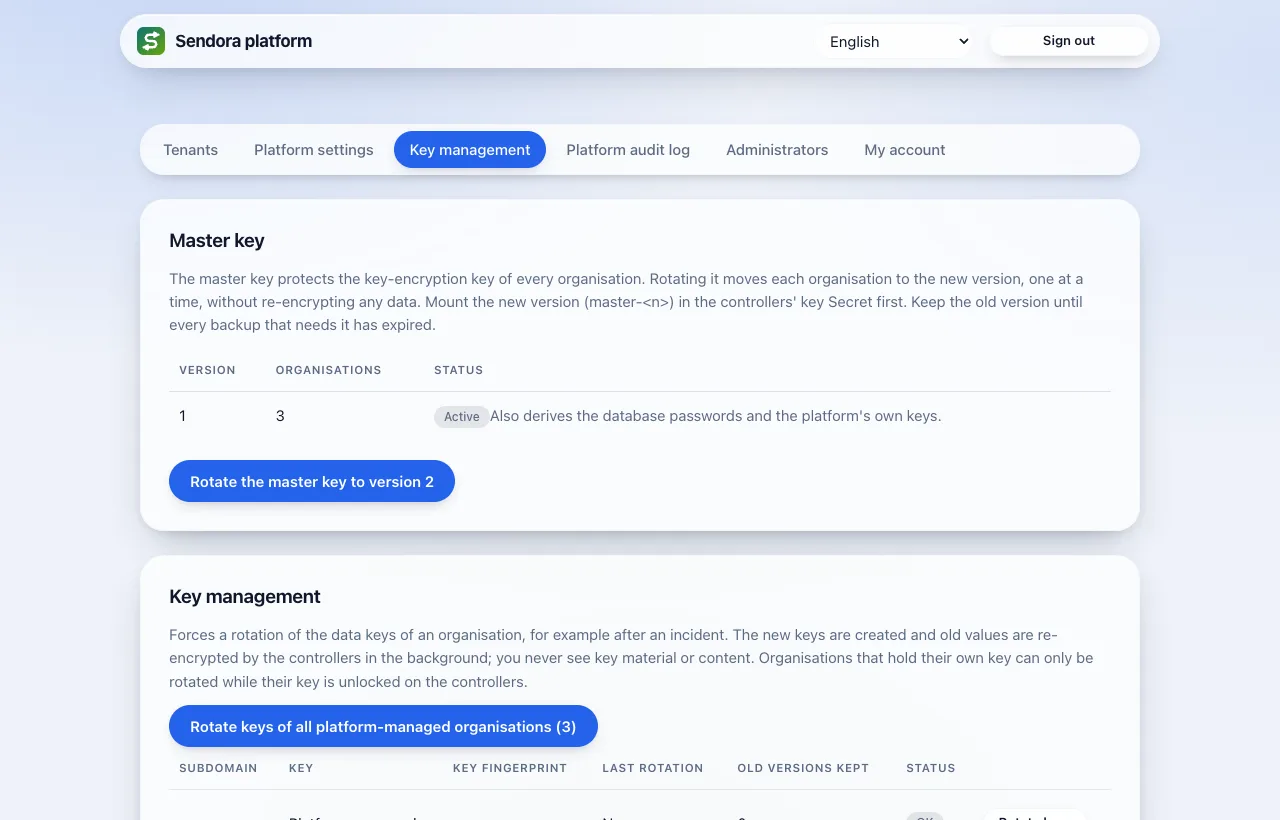 Sendora platform
English
Sign out
Tenants
Platform settings
Key management
Platform audit log
Administrators
My account
Master key
The master key protects the key-encryption key of every organisation. Rotating it moves each organisation to the new version, one at a
time, without re-encrypting any data. Mount the new version (master-<n>) in the controllers' key Secret first. Keep the old version until
every backup that needs it has expired.
VERSION ORGANISATIONS STATUS
1 3 Active Also derives the database passwords and the platform's own keys.
Rotate the master key to version 2
Key management
Forces a rotation of the data keys of an organisation, for example after an incident. The new keys are created and old values are re-
encrypted by the controllers in the background; you never see key material or content. Organisations that hold their own key can only be
rotated while their key is unlocked on the controllers.
Rotate keys of all platform-managed organisations (3)
SUBDOMAIN KEY KEY FINGERPRINT LAST ROTATION OLD VERSIONS KEPT STATUS